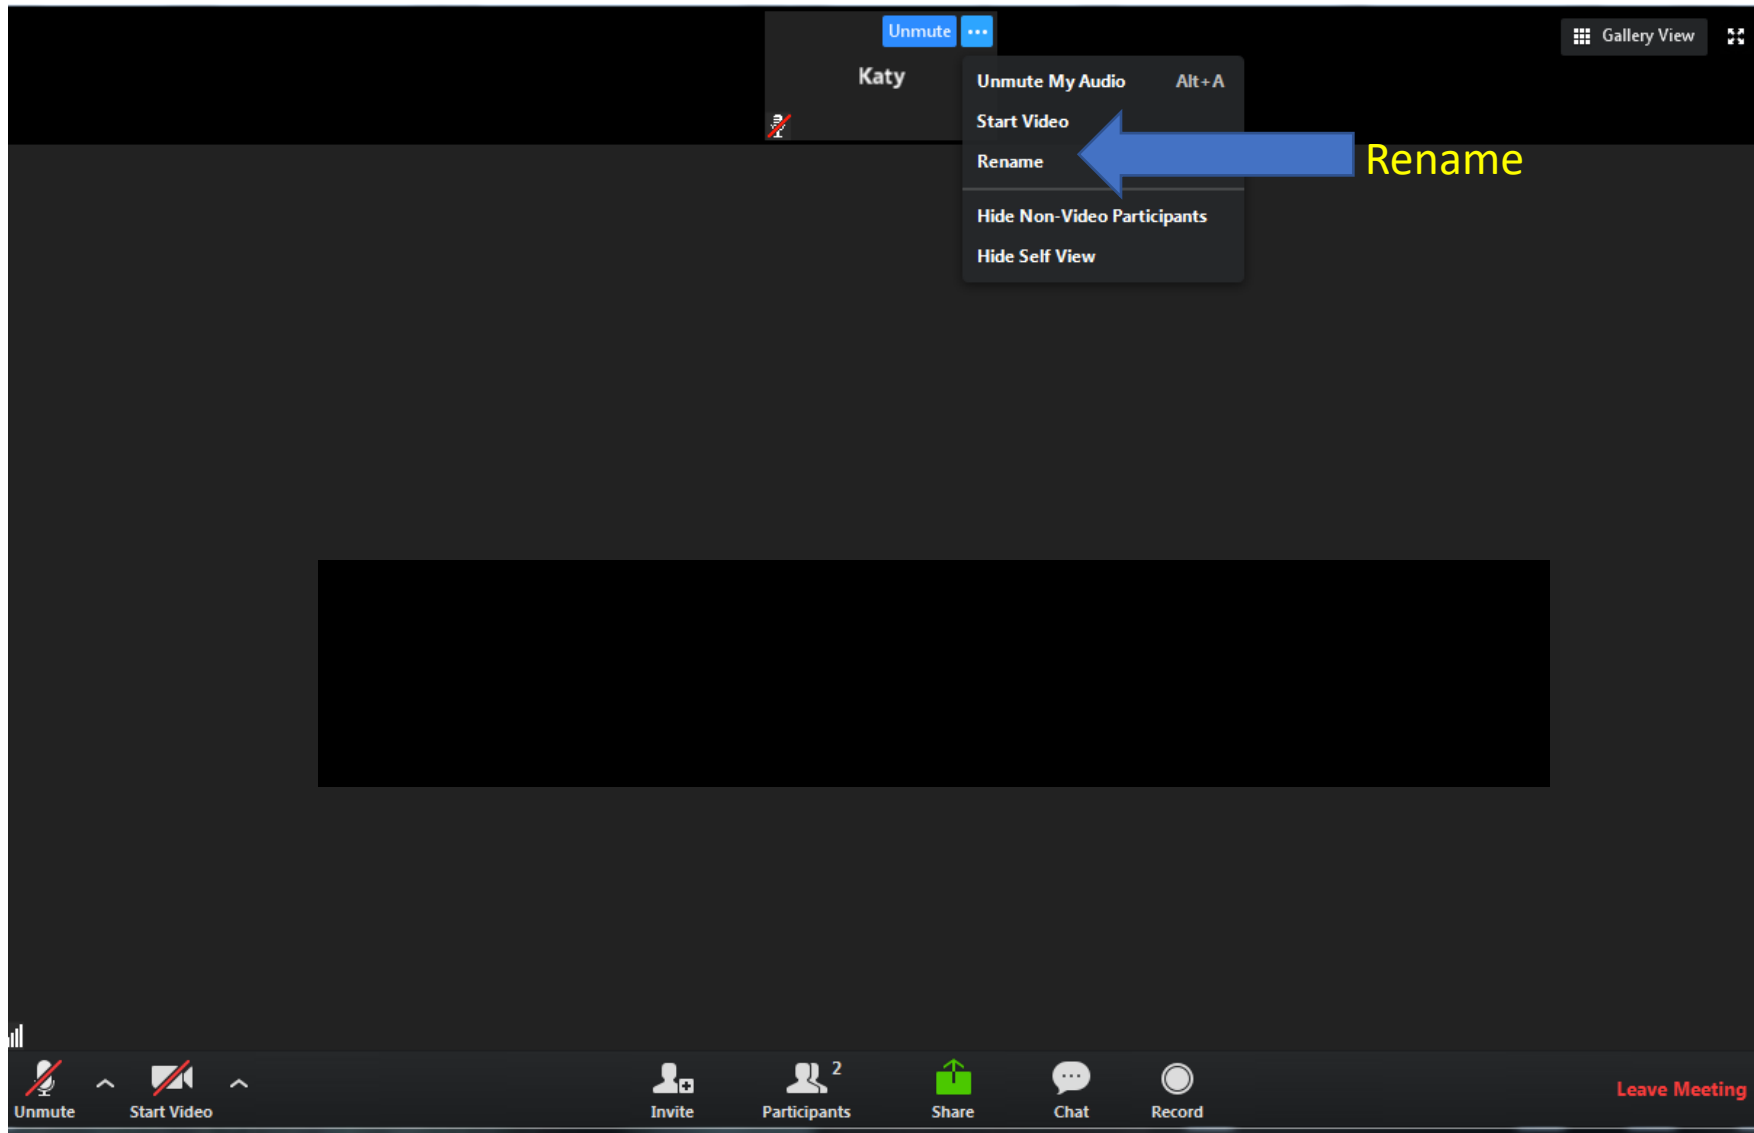 Unmute ...
Gallery View
Katy
Unmute My Audio Alt+A
Start Video
Rename
Rename
Hide Non-Video Participants
Hide Self View
2
Unmute
Start Video
Invite
Participants
Share
Chat
Record
Leave Meeting